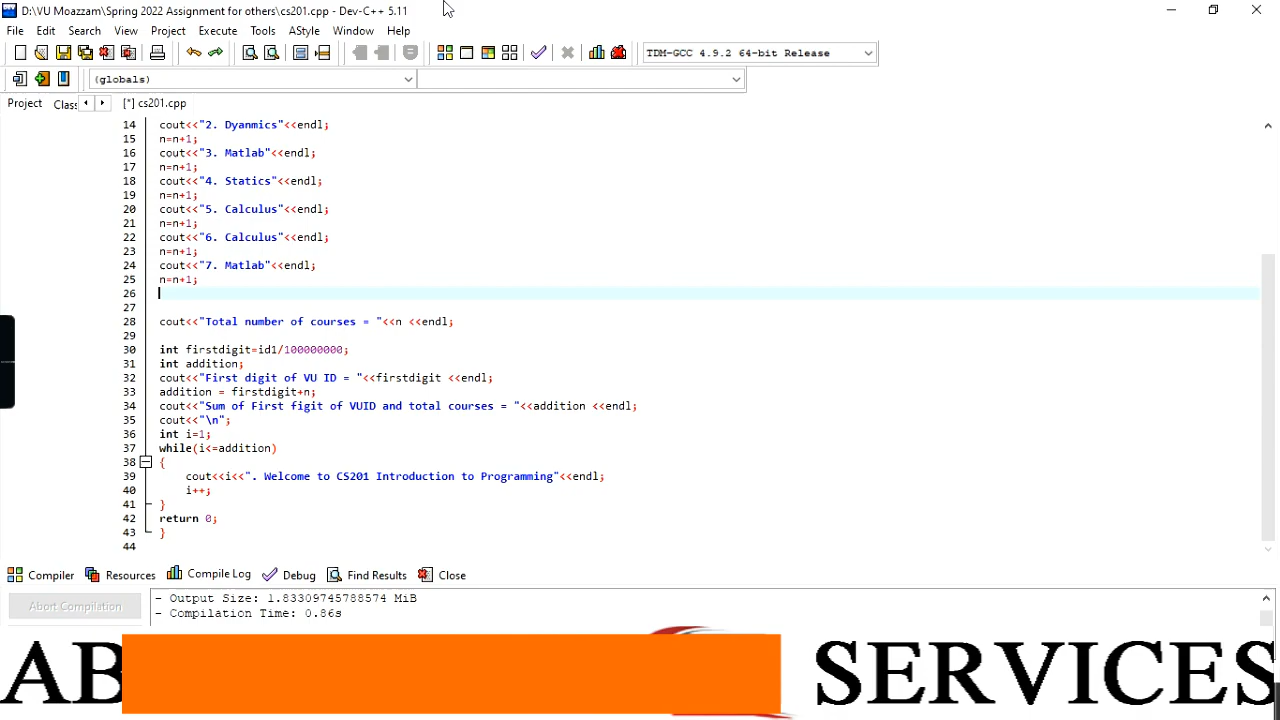 D:\VU Moazzam\Spring 2022 Assignment for others\cs201.cpp - Dev-C++ 5.11
File Edit Search View Project Execute Tools AStyle Window Help
TDM-GCC 4.9.2 64-bit Release
(globals)
Project Clas [*] cs201.cpp
14 cout<<"2. Dyanmics"<<endl;
15 n=n+1;
16 cout<<"3. Matlab"<<endl;
17 n=n+1;
18 cout<<"4. Statics"<<endl;
19 n=n+1;
20 cout<<"5. Calculus"<<endl;
21 n=n+1;
22 cout<<"6. Calculus"<<endl;
23 n=n+1;
24 cout<<"7. Matlab"<<endl;
25 n=n+1;
26
27
28 cout<<"Total number of courses = "<<n <<endl;
29
30 int firstdigit=id1/100000000;
31 int addition;
32 cout<<"First digit of VU ID = "<<firstdigit <<endl;
33 addition = firstdigit+n;
34 cout<<"Sum of First figit of VUID and total courses = "<<addition <<endl;
35 cout<<"\n";
36 int i=1;
37 while(i<=addition)
38 {
39 cout<<i<<". Welcome to CS201 Introduction to Programming"<<endl;
40 i++;
41 }
42 return 0;
43 }
44
Compiler Resources Compile Log Debug Find Results Close
Abort Compilation
- Output Size: 1.83309745788574 MiB
- Compilation Time: 0.86s
SERVICES